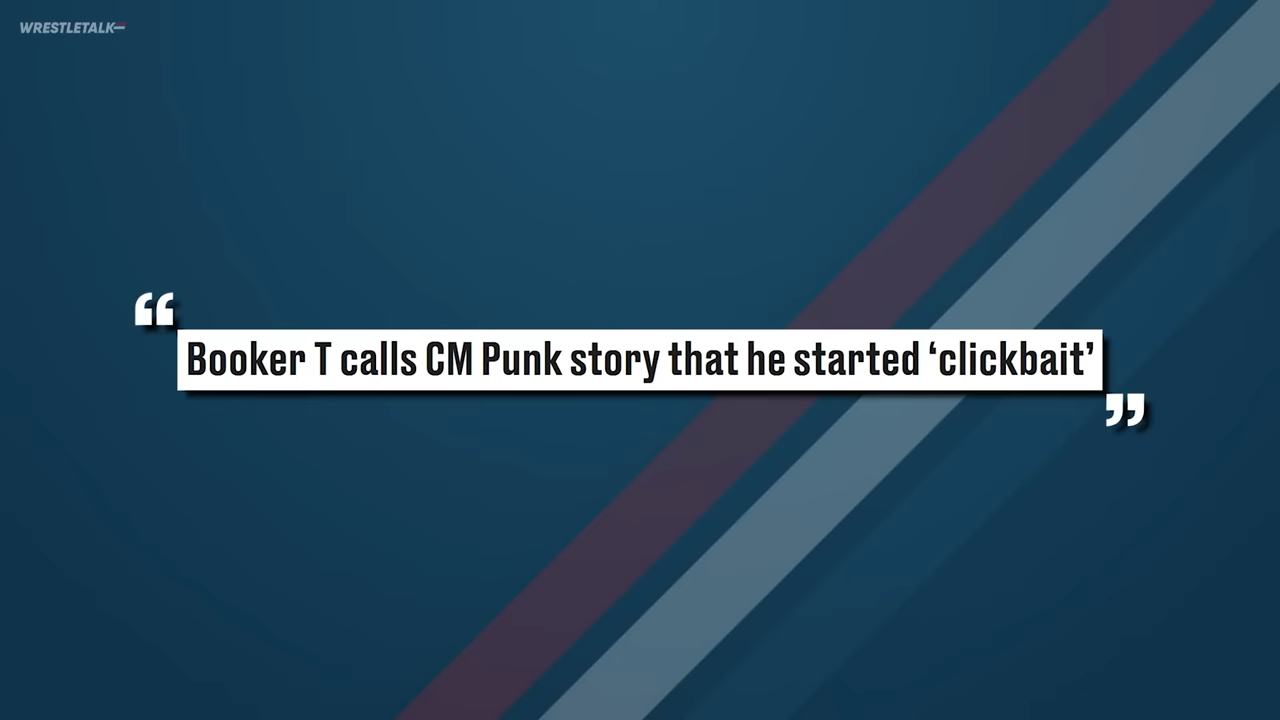 WRESTLETALK
“
Booker T calls CM Punk story that he started ‘clickbait’
”